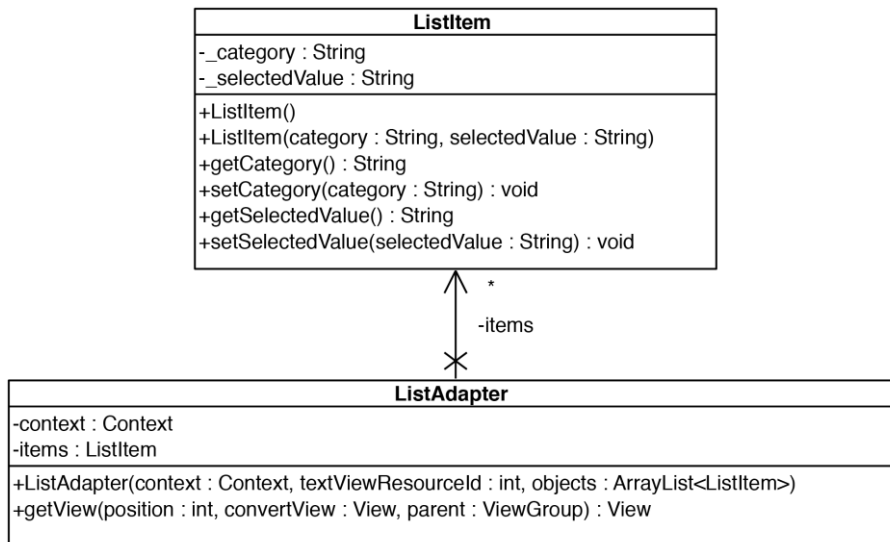 ListItem
-_category : String
-_selectedValue : String
+ListItem()
+ListItem(category : String, selectedValue : String)
+getCategory() : String
+setCategory(category : String) : void
+getSelectedValue() : String
+setSelectedValue(selectedValue : String) : void
*
-items
ListAdapter
-context : Context
-items : ListItem
+ListAdapter(context : Context, textViewResourceId : int, objects : ArrayList<ListItem>)
+getView(position : int, convertView : View, parent : ViewGroup) : View